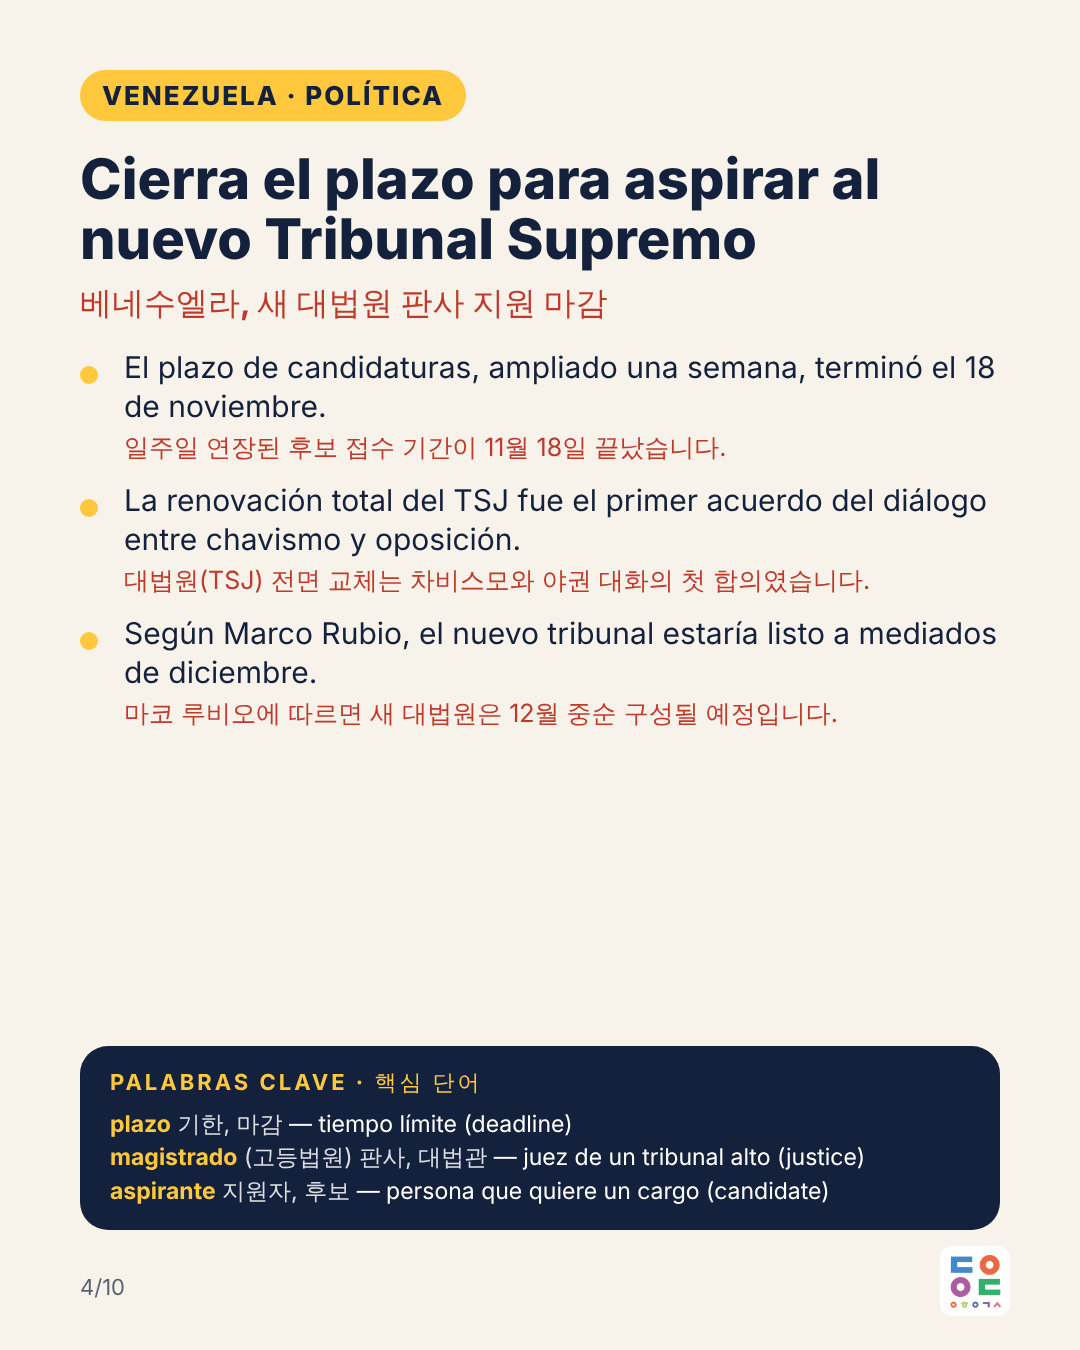 VENEZUELA · POLÍTICA
Cierra el plazo para aspirar al
nuevo Tribunal Supremo
베네수엘라, 새 대법원 판사 지원 마감
El plazo de candidaturas, ampliado una semana, terminó el 18
de noviembre.
일주일 연장된 후보 접수 기간이 11월 18일 끝났습니다.
La renovación total del TSJ fue el primer acuerdo del diálogo
entre chavismo y oposición.
대법원(TSJ) 전면 교체는 차비스모와 야권 대화의 첫 합의였습니다.
Según Marco Rubio, el nuevo tribunal estaría listo a mediados
de diciembre.
마코 루비오에 따르면 새 대법원은 12월 중순 구성될 예정입니다.
PALABRAS CLAVE · 핵심 단어
plazo 기한, 마감 — tiempo límite (deadline)
magistrado (고등법원) 판사, 대법관 — juez de un tribunal alto (justice)
aspirante 지원자, 후보 — persona que quiere un cargo (candidate)
4/10